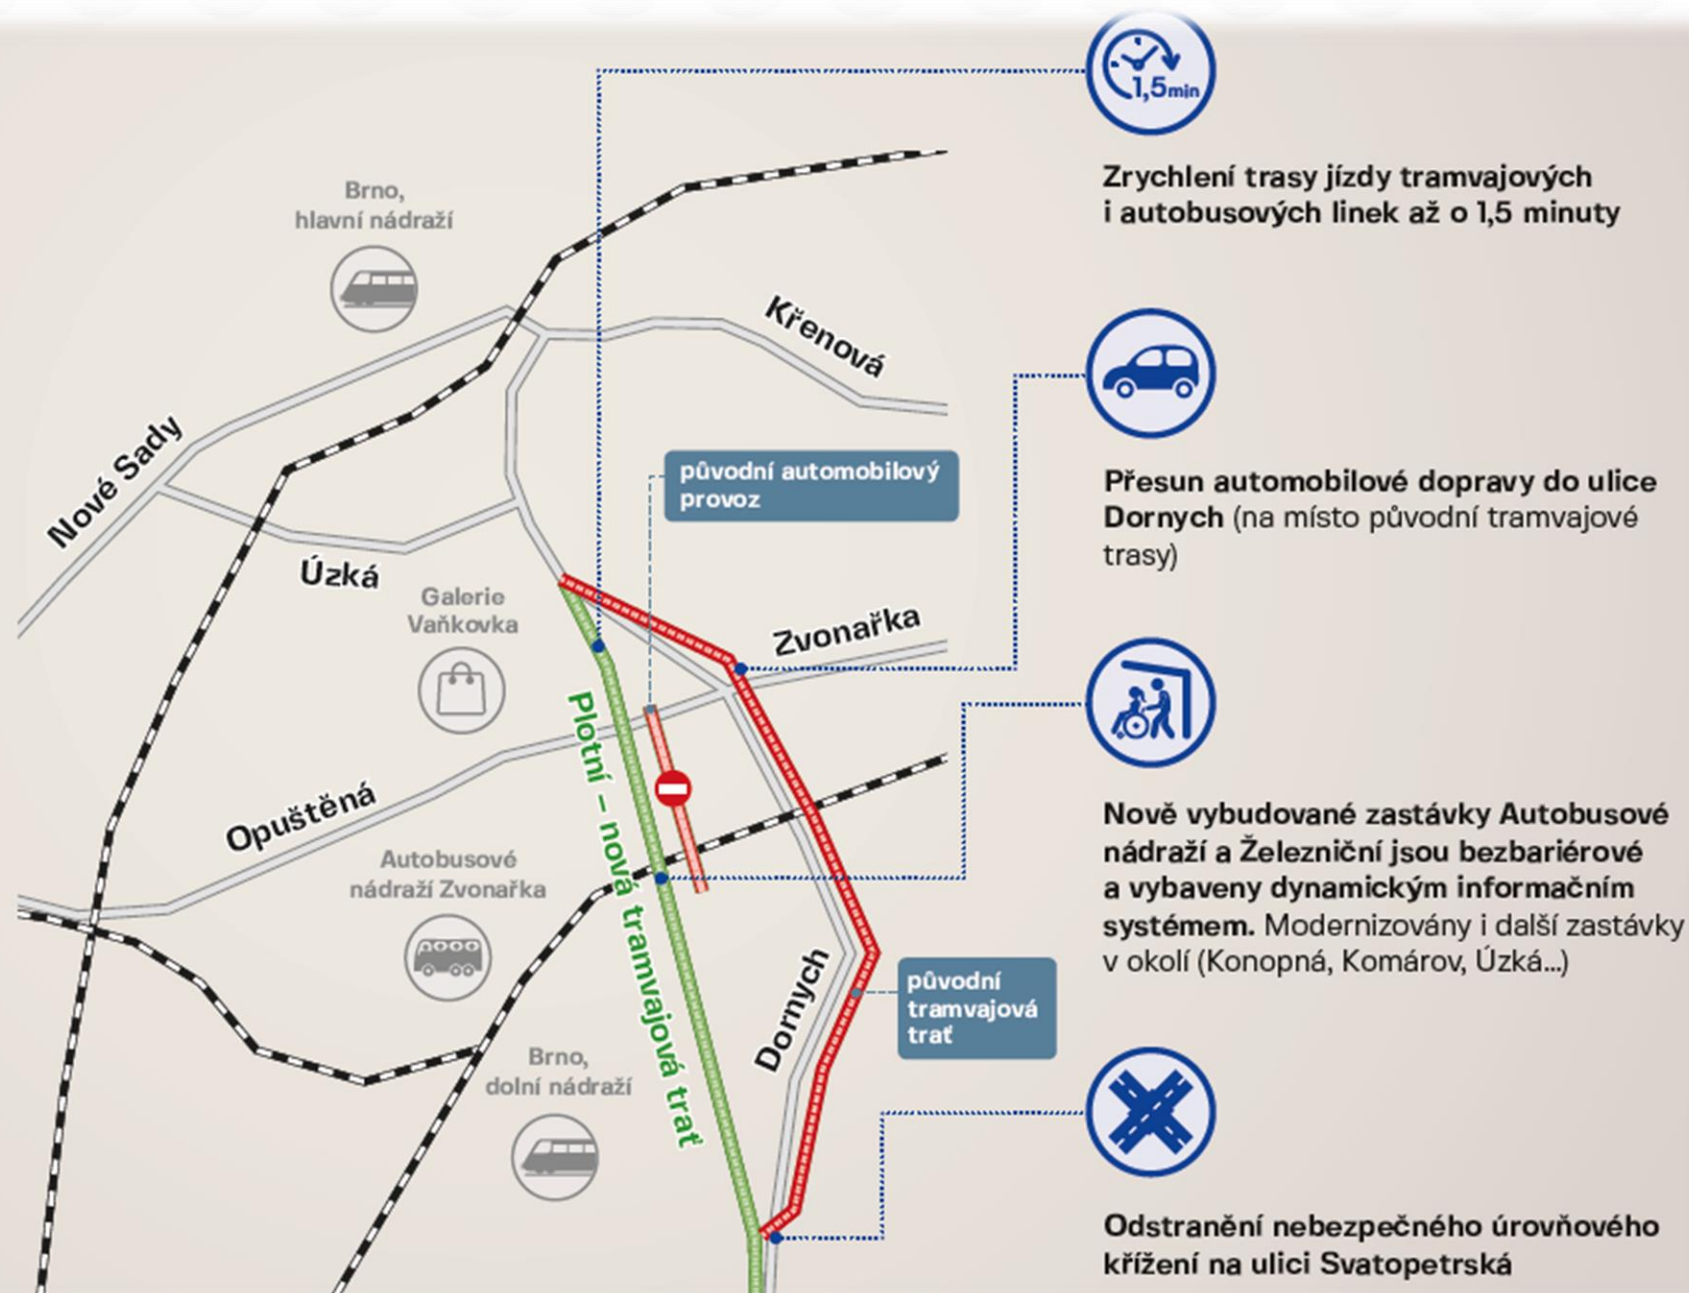 1,5min
Zrychlení trasy jízdy tramvajových
i autobusových linek až o 1,5 minuty
Brno,
hlavní nádraží
Křenová
Nové Sady
původní automobilový
provoz
Přesun automobilové dopravy do ulice
Dornych (na místo původní tramvajové
trasy)
Úzká
Galerie
Vaňkovka
Zvonařka
Plotní – nová tramvajová trať
Opuštěná
Autobusové
nádraží Zvonařka
Nově vybudované zastávky Autobusové
nádraží a Železniční jsou bezbariérové
a vybaveny dynamickým informačním
systémem. Modernizovány i další zastávky
v okolí (Konopná, Komárov, Úzká...)
Dornych
původní
tramvajová
trať
Brno,
dolní nádraží
Odstranění nebezpečného úrovňového
křížení na ulici Svatopetrská